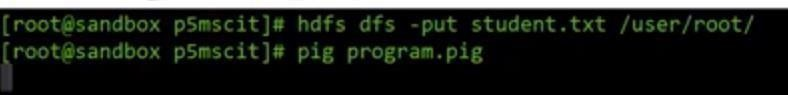 [root@sandbox p5mscit]# hdfs dfs -put student.txt /user/root/
[root@sandbox p5mscit]# pig program.pig